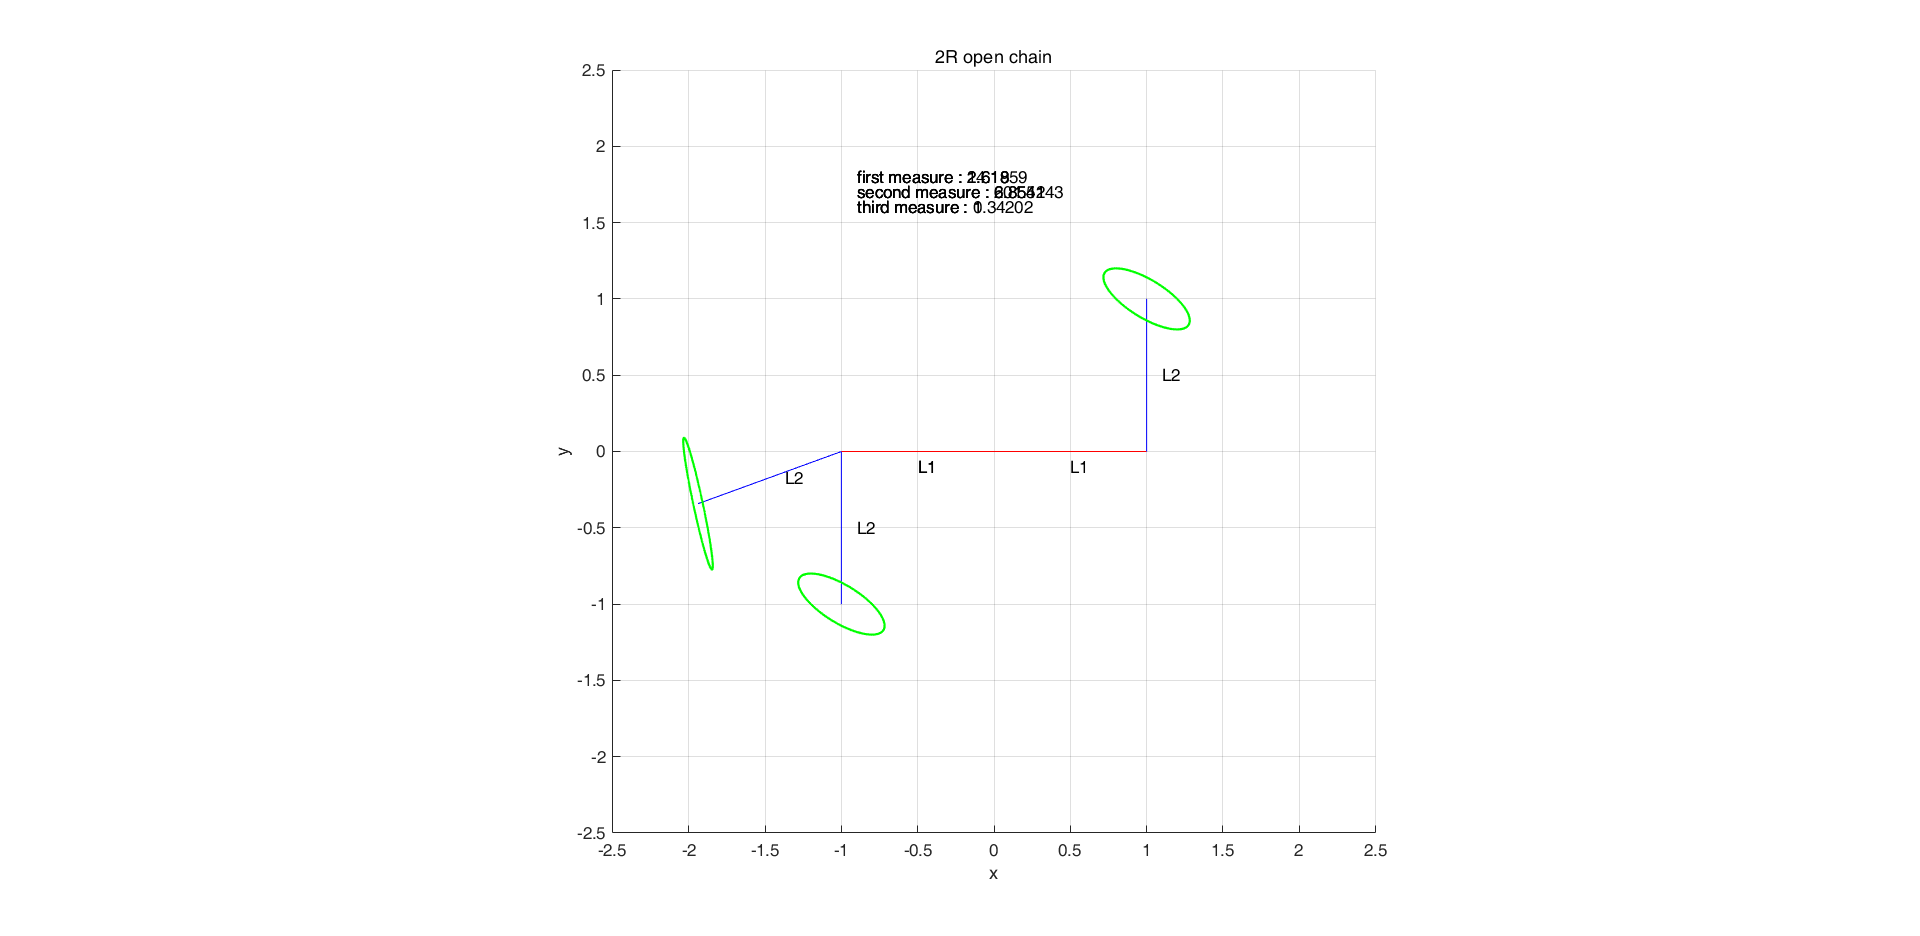 2R open chain
2.5
2
first measure :
second measure :
third measure :
1.5
1
0.5
L2
0
L1
L1
L2
-0.5
L2
-1
-1.5
-2
-2.5
-2.5 -2 -1.5 -1 -0.5 0 0.5 1 1.5 2 2.5
x
y